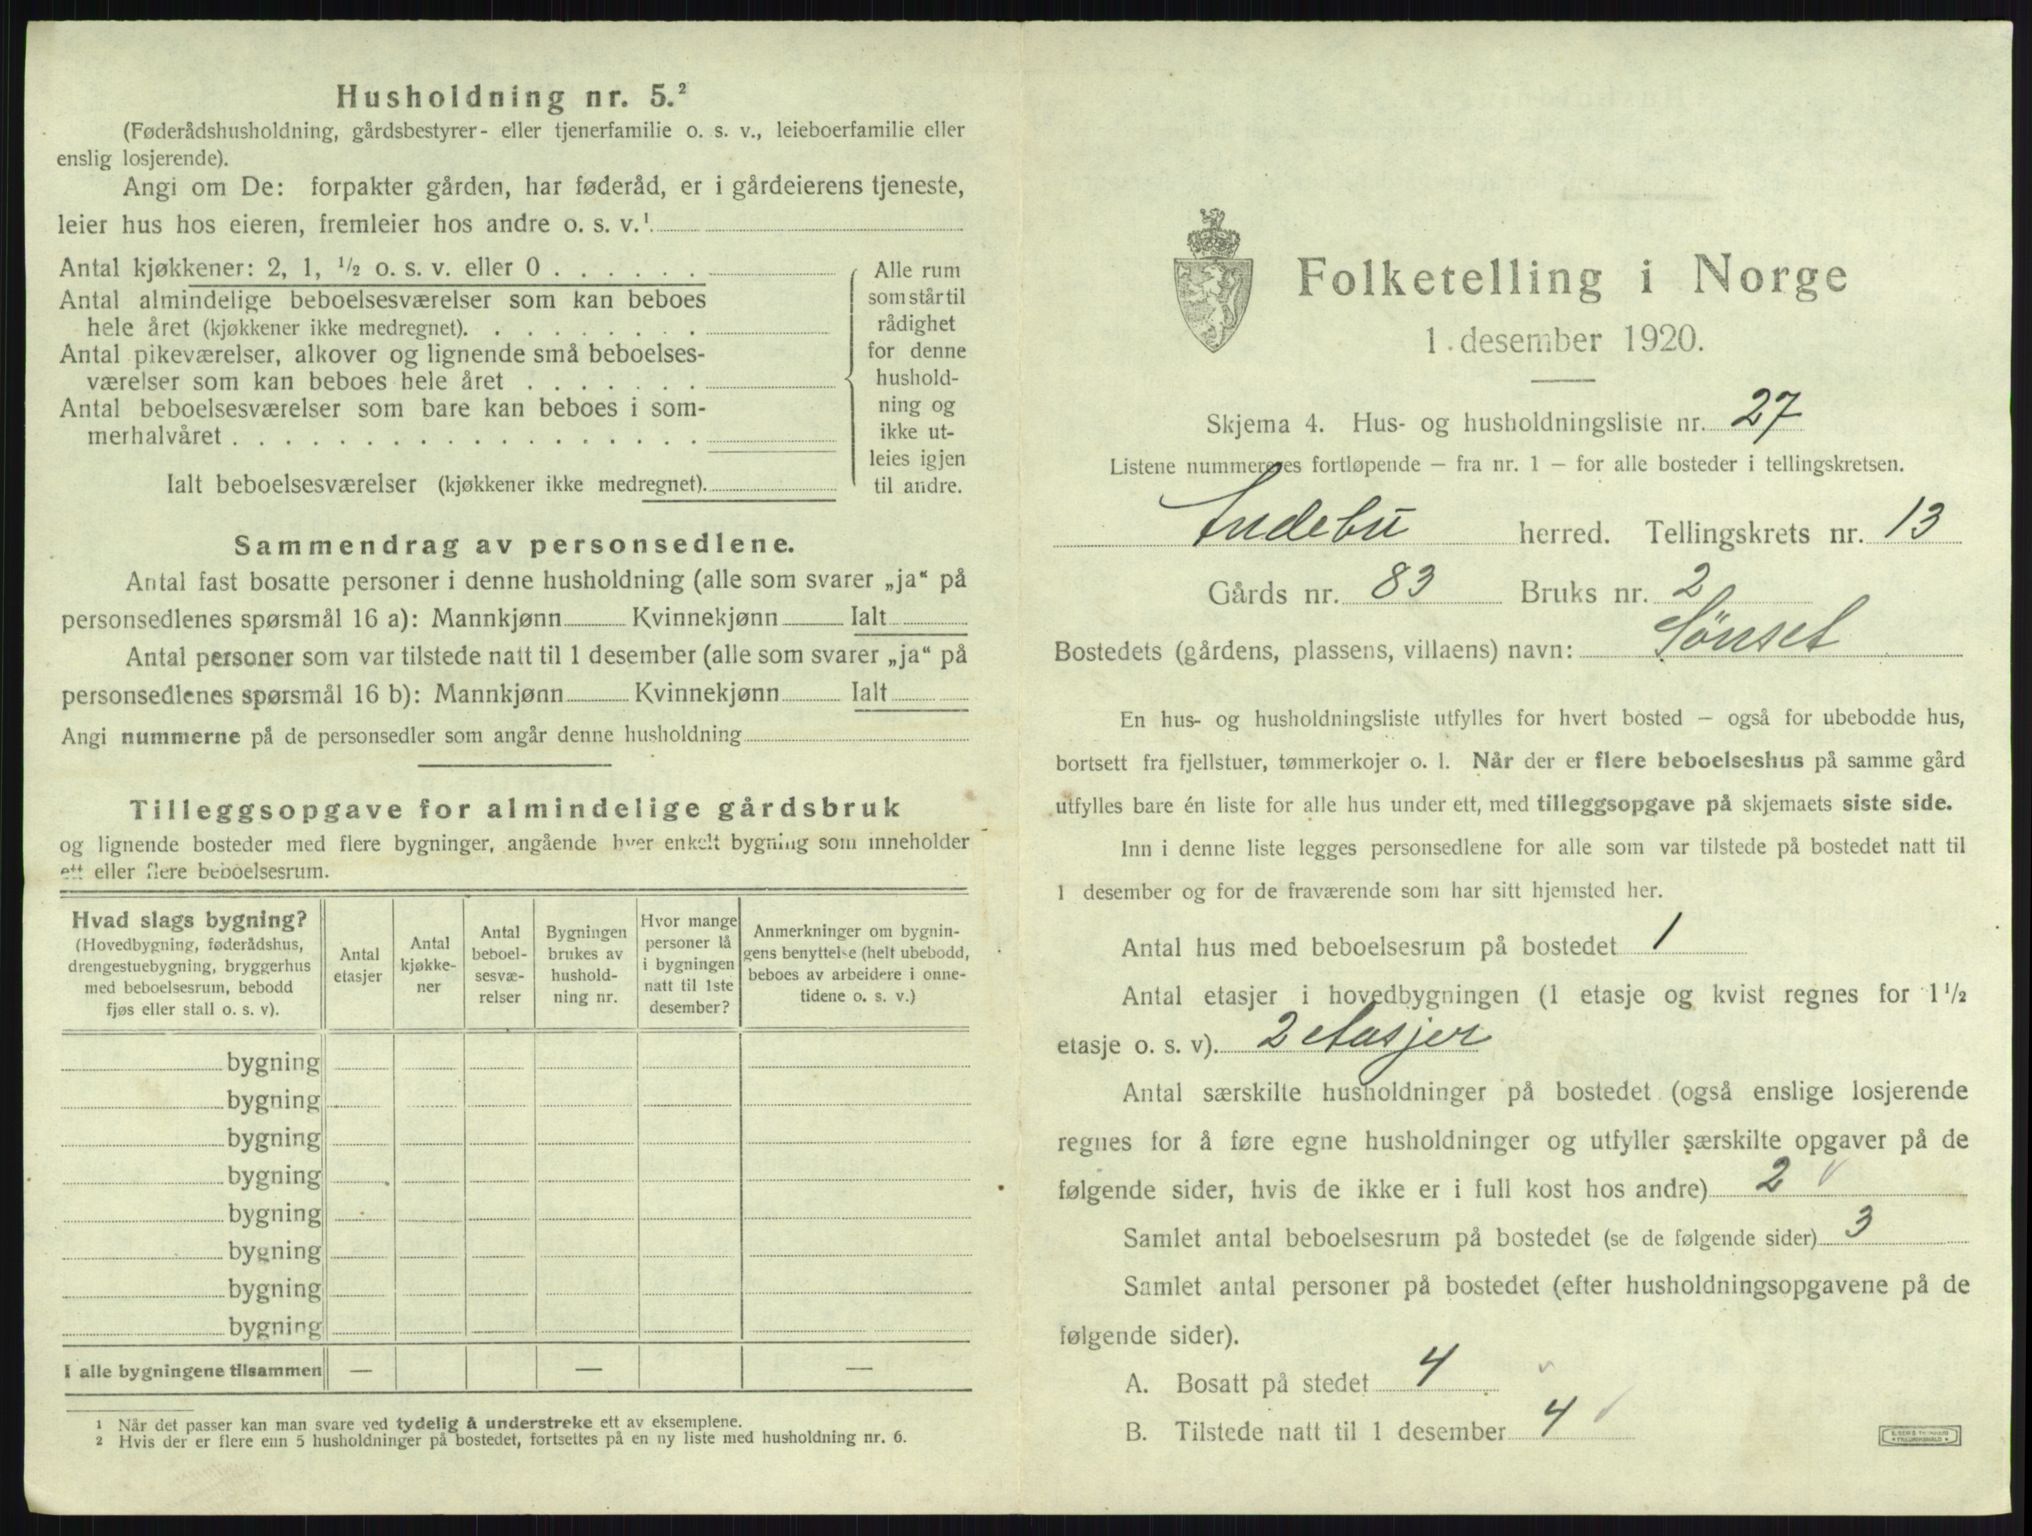 Husholdning nr. 5.²
(Føderådshusholdning, gårdsbestyrer- eller tjenerfamilie o. s. v., leieboerfamilie eller
enslig losjerende).
Angi om De: forpakter gården, har føderåd, er i gårdeierens tjeneste,
leier hus hos eieren, fremleier hos andre o. s. v.¹
Antal kjøkkener: 2, 1, ½ o. s. v. eller 0 . . . . . .
Antal almindelige beboelsesværelser som kan beboes
hele året (kjøkkener ikke medregnet). . . . . . . . .
Antal pikeværelser, alkover og lignende små beboelses-
værelser som kan beboes hele året . . . . . . .
Antal beboelsesværelser som bare kan beboes i som-
merhalvåret . . . . . . . . . . . . . . . . . .
Ialt beboelsesværelser (kjøkkener ikke medregnet).
Alle rum
som står til
rådighet
for denne
hushold-
ning og
ikke ut-
leies igjen
til andre.
Sammendrag av personsedlene.
Antal fast bosatte personer i denne husholdning (alle som svarer „ja“ på
personsedlenes spørsmål 16 a): Mannkjønn Kvinnekjønn Ialt
Antal personer som var tilstede natt til 1 desember (alle som svarer „ja“ på
personsedlenes spørsmål 16 b): Mannkjønn Kvinnekjønn Ialt
Angi nummerne på de personsedler som angår denne husholdning
Tilleggsopgave for almindelige gårdsbruk
og lignende bosteder med flere bygninger, angående hver enkelt bygning som inneholder
ett eller flere beboelsesrum.
Hvad slags bygning?
(Hovedbygning, føderådshus,
drengestuebygning, bryggerhus
med beboelsesrum, bebodd
fjøs eller stall o. s. v).
Antal
etasjer
Antal
kjøkke-
ner
Antal
beboel-
sesvæ-
relser
Bygningen
brukes av
hushold-
ning nr.
Hvor mange
personer lå
i bygningen
natt til 1ste
desember?
Anmerkninger om bygnin-
gens benyttelse (helt ubebodd,
beboes av arbeidere i onne-
tidene o. s. v.)
bygning
bygning
bygning
bygning
bygning
bygning
bygning
bygning
I alle bygningene tilsammen — — —
¹ Når det passer kan man svare ved tydelig å understreke ett av eksemplene.
² Hvis der er flere enn 5 husholdninger på bostedet, fortsettes på en ny liste med husholdning nr. 6.
Folketelling i Norge
1. desember 1920.
Skjema 4. Hus- og husholdningsliste nr. 27
Listene nummereres fortløpende – fra nr. 1 – for alle bosteder i tellingskretsen.
Andebu herred. Tellingskrets nr. 13
Gårds nr. 83 Bruks nr. 2
Bostedets (gårdens, plassens, villaens) navn: Sønset
En hus- og husholdningsliste utfylles for hvert bosted – også for ubebodde hus,
bortsett fra fjellstuer, tømmerkojer o. l. Når der er flere beboelseshus på samme gård
utfylles bare én liste for alle hus under ett, med tilleggsopgave på skjemaets siste side.
Inn i denne liste legges personsedlene for alle som var tilstede på bostedet natt til
1 desember og for de fraværende som har sitt hjemsted her.
Antal hus med beboelsesrum på bostedet 1
Antal etasjer i hovedbygningen (1 etasje og kvist regnes for 1½
etasje o. s. v). 2 etasjer
Antal særskilte husholdninger på bostedet (også enslige losjerende
regnes for å føre egne husholdninger og utfyller særskilte opgaver på de
følgende sider, hvis de ikke er i full kost hos andre) 2
Samlet antal beboelsesrum på bostedet (se de følgende sider) 3
Samlet antal personer på bostedet (efter husholdningsopgavene på de
følgende sider).
A. Bosatt på stedet 4
B. Tilstede natt til 1 desember 4